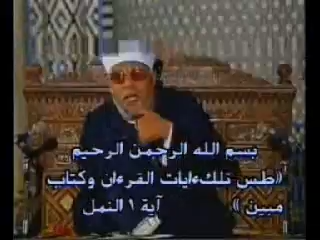 بسم الله الرحمن الرحيم
«طس تلك ءايات القرءان وكتاب
مبين» آية ١ النمل